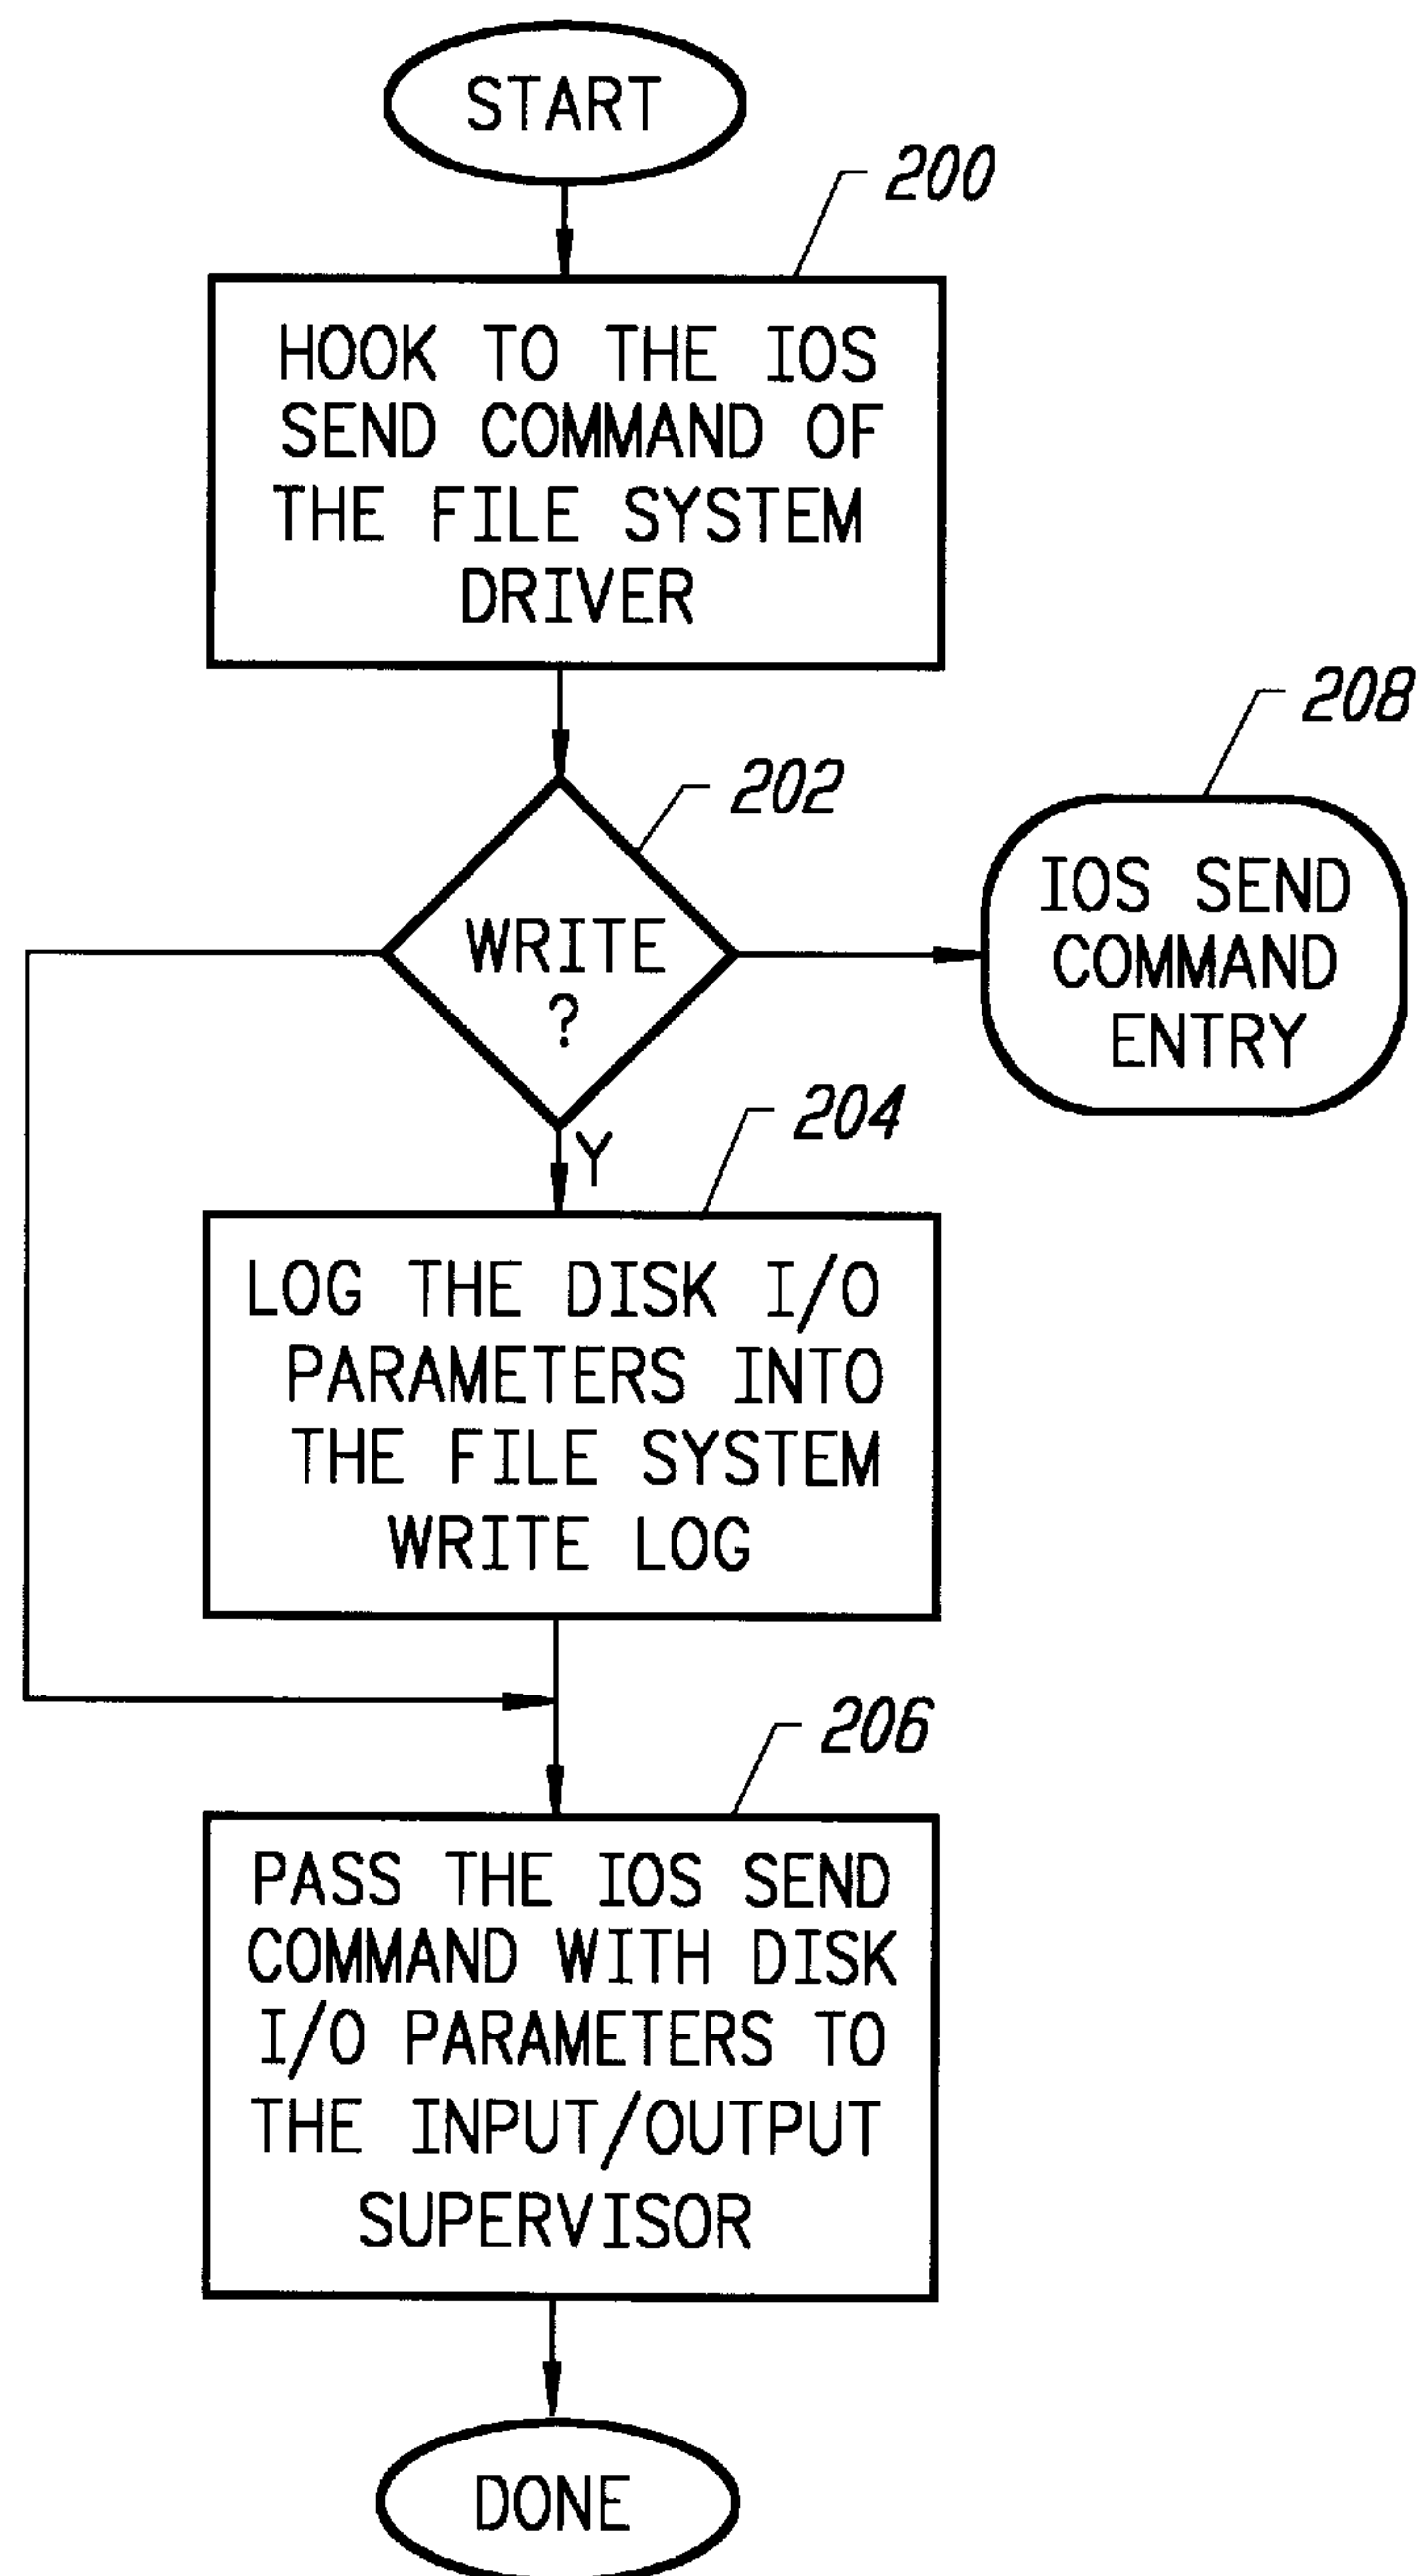 START
200
HOOK TO THE IOS
SEND COMMAND OF
THE FILE SYSTEM
DRIVER
202
WRITE
?
208
IOS SEND
COMMAND
ENTRY
Y
204
LOG THE DISK I/O
PARAMETERS INTO
THE FILE SYSTEM
WRITE LOG
206
PASS THE IOS SEND
COMMAND WITH DISK
I/O PARAMETERS TO
THE INPUT/OUTPUT
SUPERVISOR
DONE